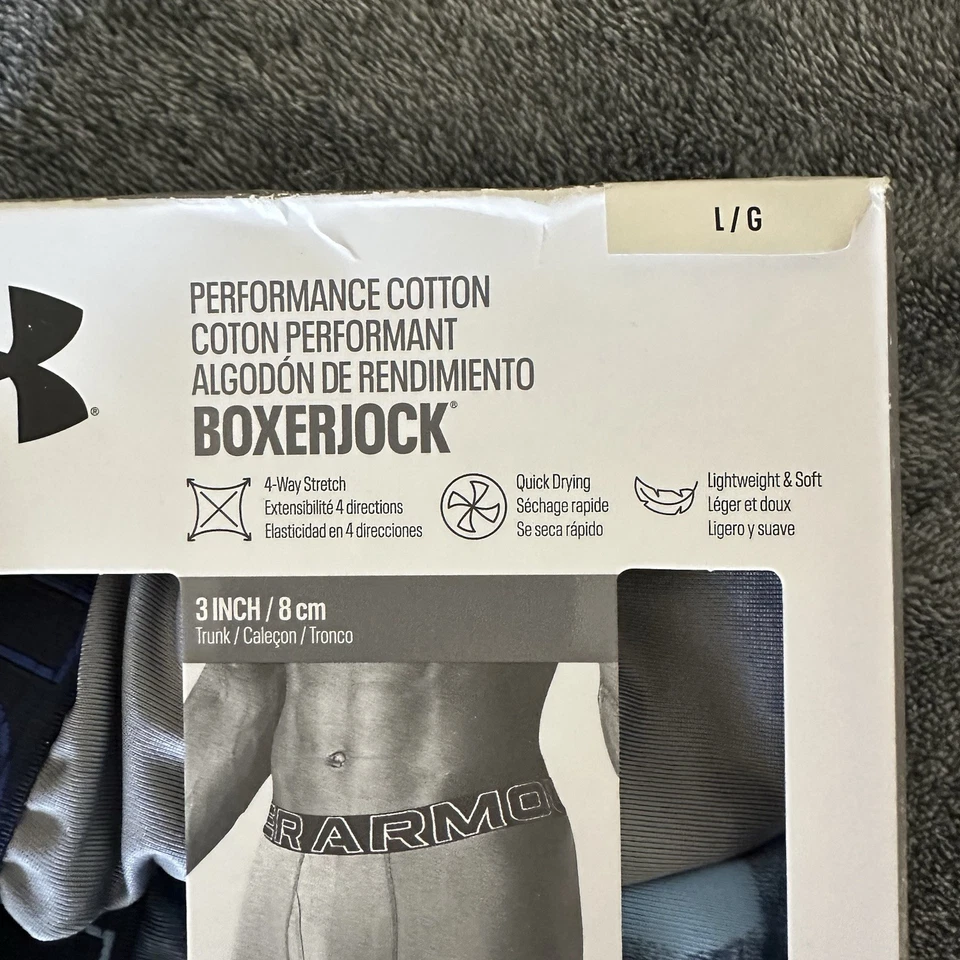 L / G
PERFORMANCE COTTON
COTON PERFORMANT
ALGODÓN DE RENDIMIENTO
BOXERJOCK®
4-Way Stretch
Extensibilité 4 directions
Elasticidad en 4 direcciones
Quick Drying
Séchage rapide
Se seca rápido
Lightweight & Soft
Léger et doux
Ligero y suave
®
3 INCH / 8 cm
Trunk / Caleçon / Tronco
ER ARMO